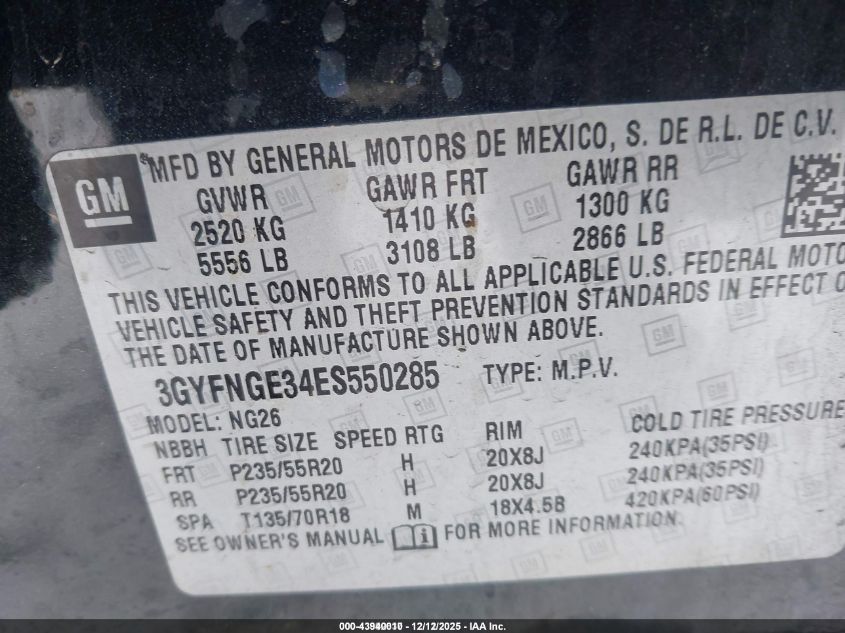 GM
MFD BY GENERAL MOTORS DE MEXICO, S. DE R.L. DE C.V.
GVWR GAWR FRT GAWR RR
2520 KG 1410 KG 1300 KG
5556 LB 3108 LB 2866 LB
THIS VEHICLE CONFORMS TO ALL APPLICABLE U.S. FEDERAL MOTO
VEHICLE SAFETY AND THEFT PREVENTION STANDARDS IN EFFECT O
THE DATE OF MANUFACTURE SHOWN ABOVE.
3GYFNGE34ES550285 TYPE: M.P.V.
MODEL: NG26
NBBH TIRE SIZE SPEED RTG RIM COLD TIRE PRESSURE
FRT P235/55R20 H 20X8J 240KPA(35PSI)
RR P235/55R20 H 20X8J 240KPA(35PSI)
SPA T135/70R18 M 18X4.5B 420KPA(60PSI)
SEE OWNER'S MANUAL FOR MORE INFORMATION.
12/12/2025 - IAA Inc.